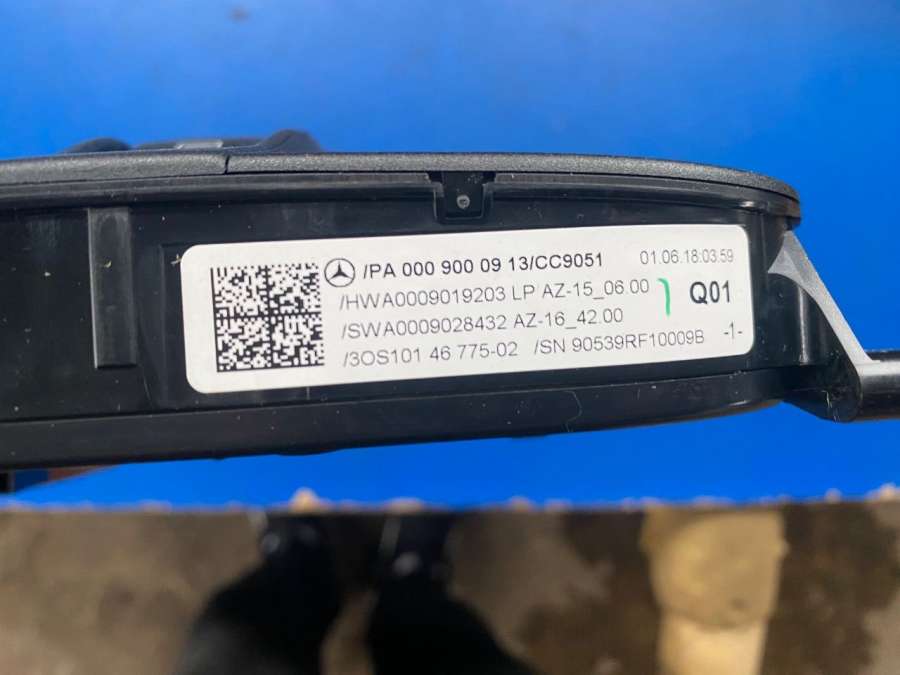 /PA 000 900 09 13/CC9051 01.06.18:03.59
/HWA0009019203 LP AZ-15_06.00 Q01
/SWA0009028432 AZ-16_42.00
/3OS101 46 775-02 /SN 90539RF10009B -1-